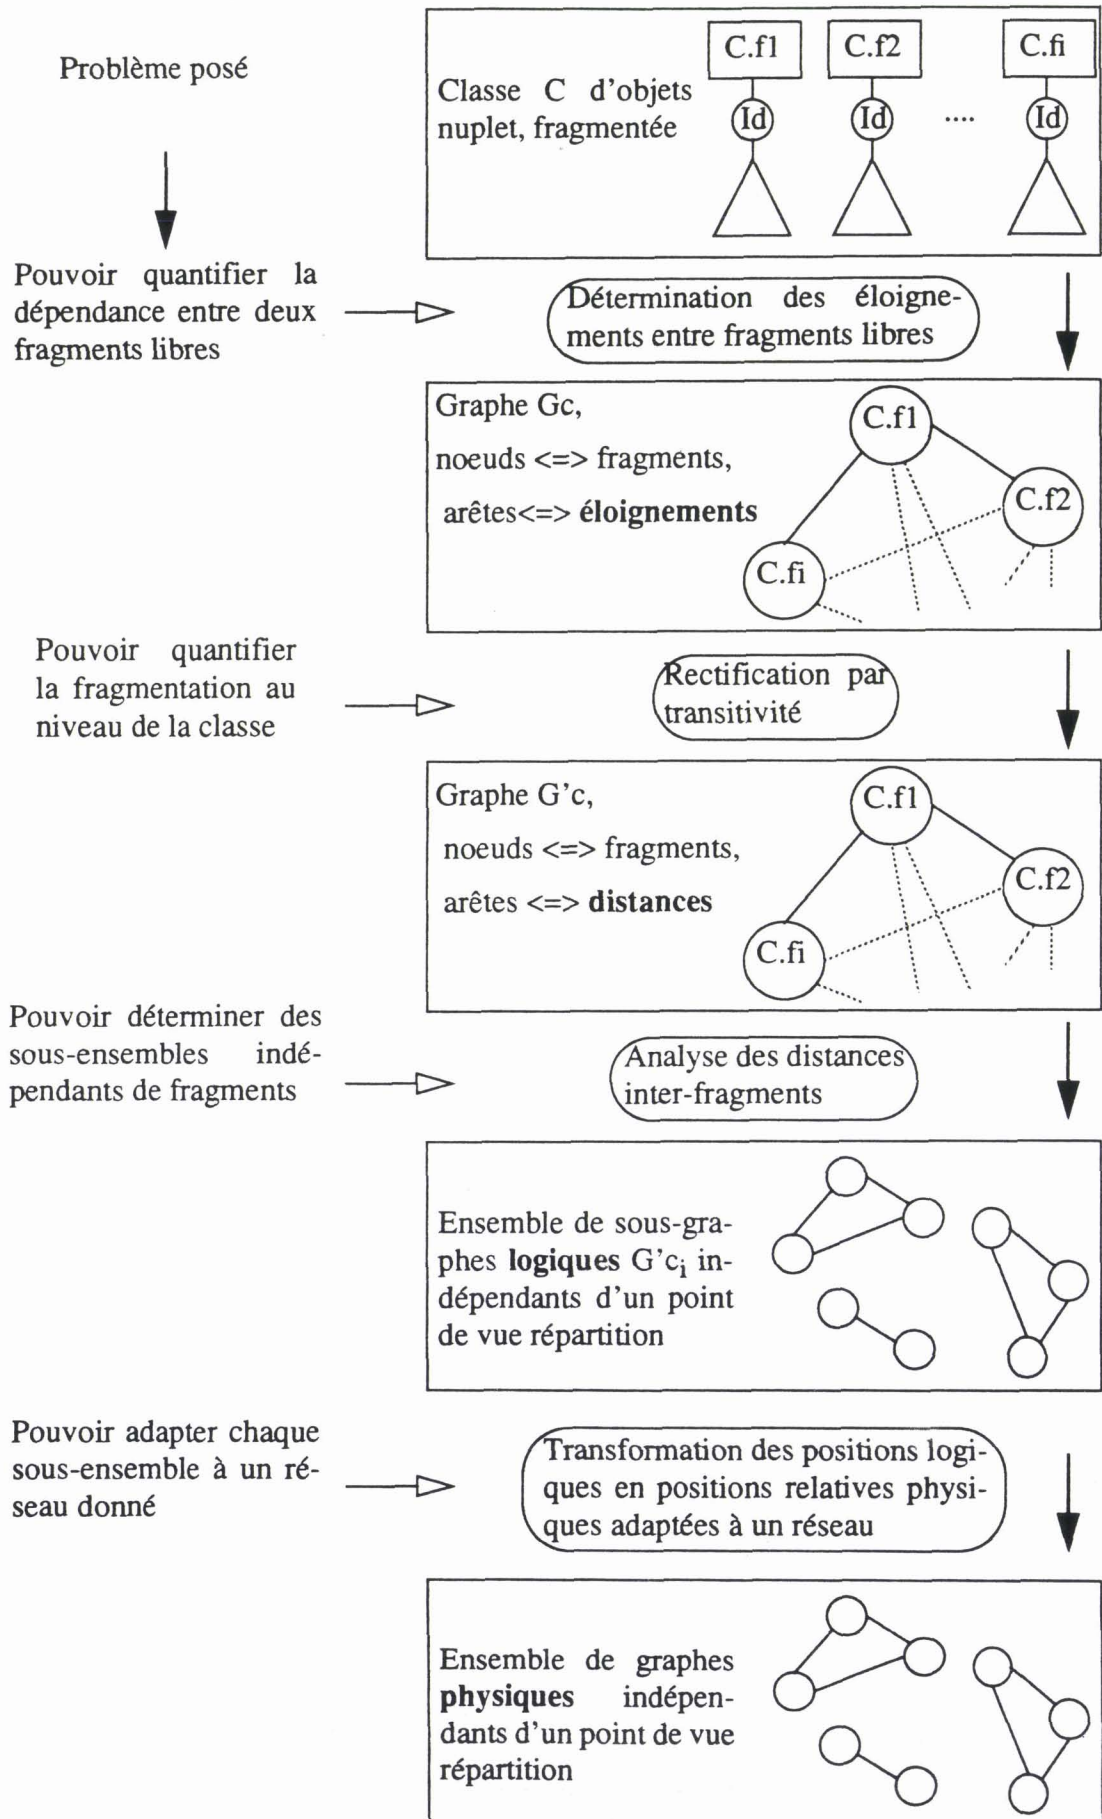 Problème posé
Classe C d'objets
nuplet, fragmentée
C.f1
C.f2
C.fi
Id
Id
....
Id
Pouvoir quantifier la
dépendance entre deux
fragments libres
Détermination des éloigne-
ments entre fragments libres
Graphe Gc,
noeuds <=> fragments,
arêtes<=> éloignements
C.f1
C.f2
C.fi
Pouvoir quantifier
la fragmentation au
niveau de la classe
Rectification par
transitivité
Graphe G'c,
noeuds <=> fragments,
arêtes <=> distances
C.f1
C.f2
C.fi
Pouvoir déterminer des
sous-ensembles indé-
pendants de fragments
Analyse des distances
inter-fragments
Ensemble de sous-gra-
phes logiques G'ci in-
dépendants d'un point
de vue répartition
Pouvoir adapter chaque
sous-ensemble à un ré-
seau donné
Transformation des positions logi-
ques en positions relatives physi-
ques adaptées à un réseau
Ensemble de graphes
physiques indépen-
dants d'un point de vue
répartition